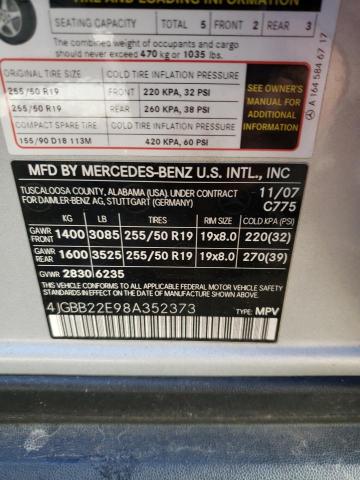 TIRE AND LOADING INFORMATION
SEATING CAPACITY TOTAL 5 FRONT 2 REAR 3
The combined weight of occupants and cargo
should never exceed 470 kg or 1035 lbs.
ORIGINAL TIRE SIZE COLD TIRE INFLATION PRESSURE
255/50 R19 FRONT 220 KPA, 32 PSI
255/50 R19 REAR 260 KPA, 38 PSI
COMPACT SPARE TIRE COLD TIRE INFLATION PRESSURE
155/90 D18 113M 420 KPA, 60 PSI
SEE OWNER'S
MANUAL FOR
ADDITIONAL
INFORMATION
A 164 584 67 17
MFD BY MERCEDES-BENZ U.S. INTL., INC
TUSCALOOSA COUNTY, ALABAMA (USA), UNDER CONTRACT
FOR DAIMLER-BENZ AG, STUTTGART (GERMANY)
11/07
C775
KG LB TIRES RIM SIZE COLD KPA (PSI)
GAWR
FRONT 1400 3085 255/50 R19 19x8.0 220(32)
GAWR
REAR 1600 3525 255/50 R19 19x8.0 270(39)
GVWR 2830 6235
THIS VEHICLE CONFORMS TO ALL APPLICABLE
FEDERAL MOTOR VEHICLE SAFETY STANDARDS IN
EFFECT ON THE DATE OF MANUFACTURE SHOWN ABOVE.
4JGBB22E98A352373 TYPE: MPV